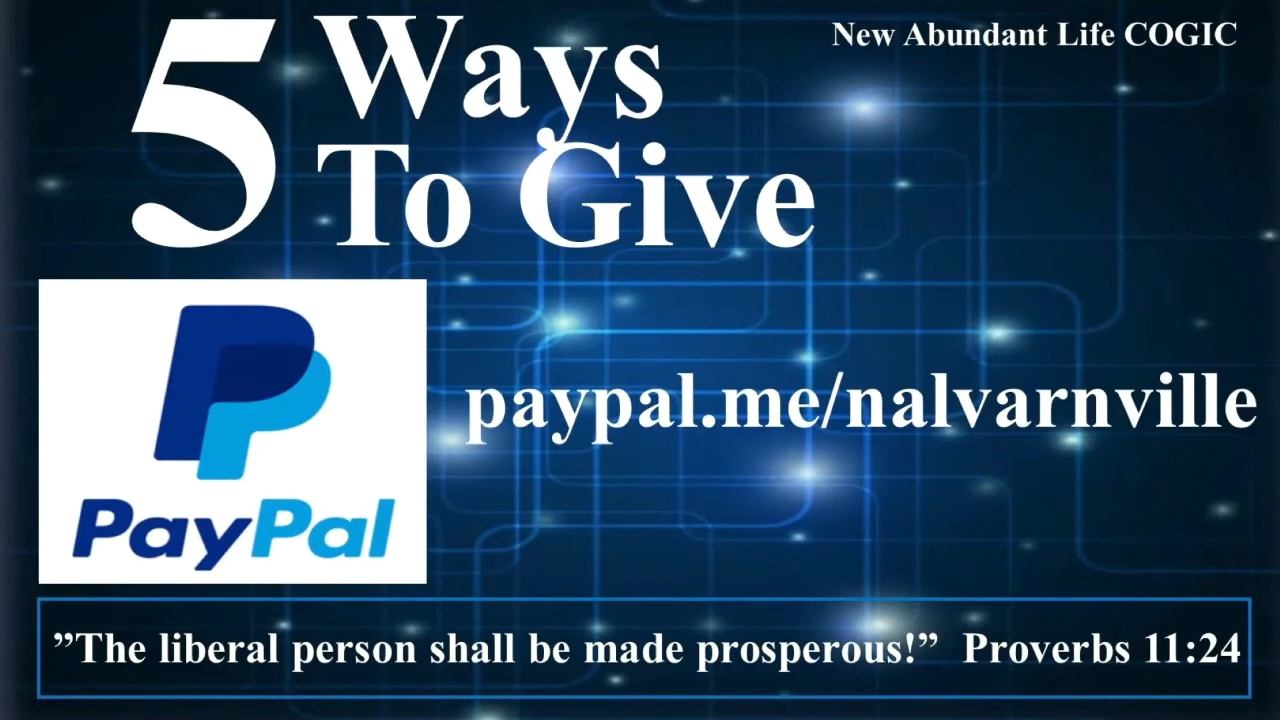 New Abundant Life COGIC
5 Ways
To Give
PayPal
paypal.me/nalvarnville
”The liberal person shall be made prosperous!” Proverbs 11:24